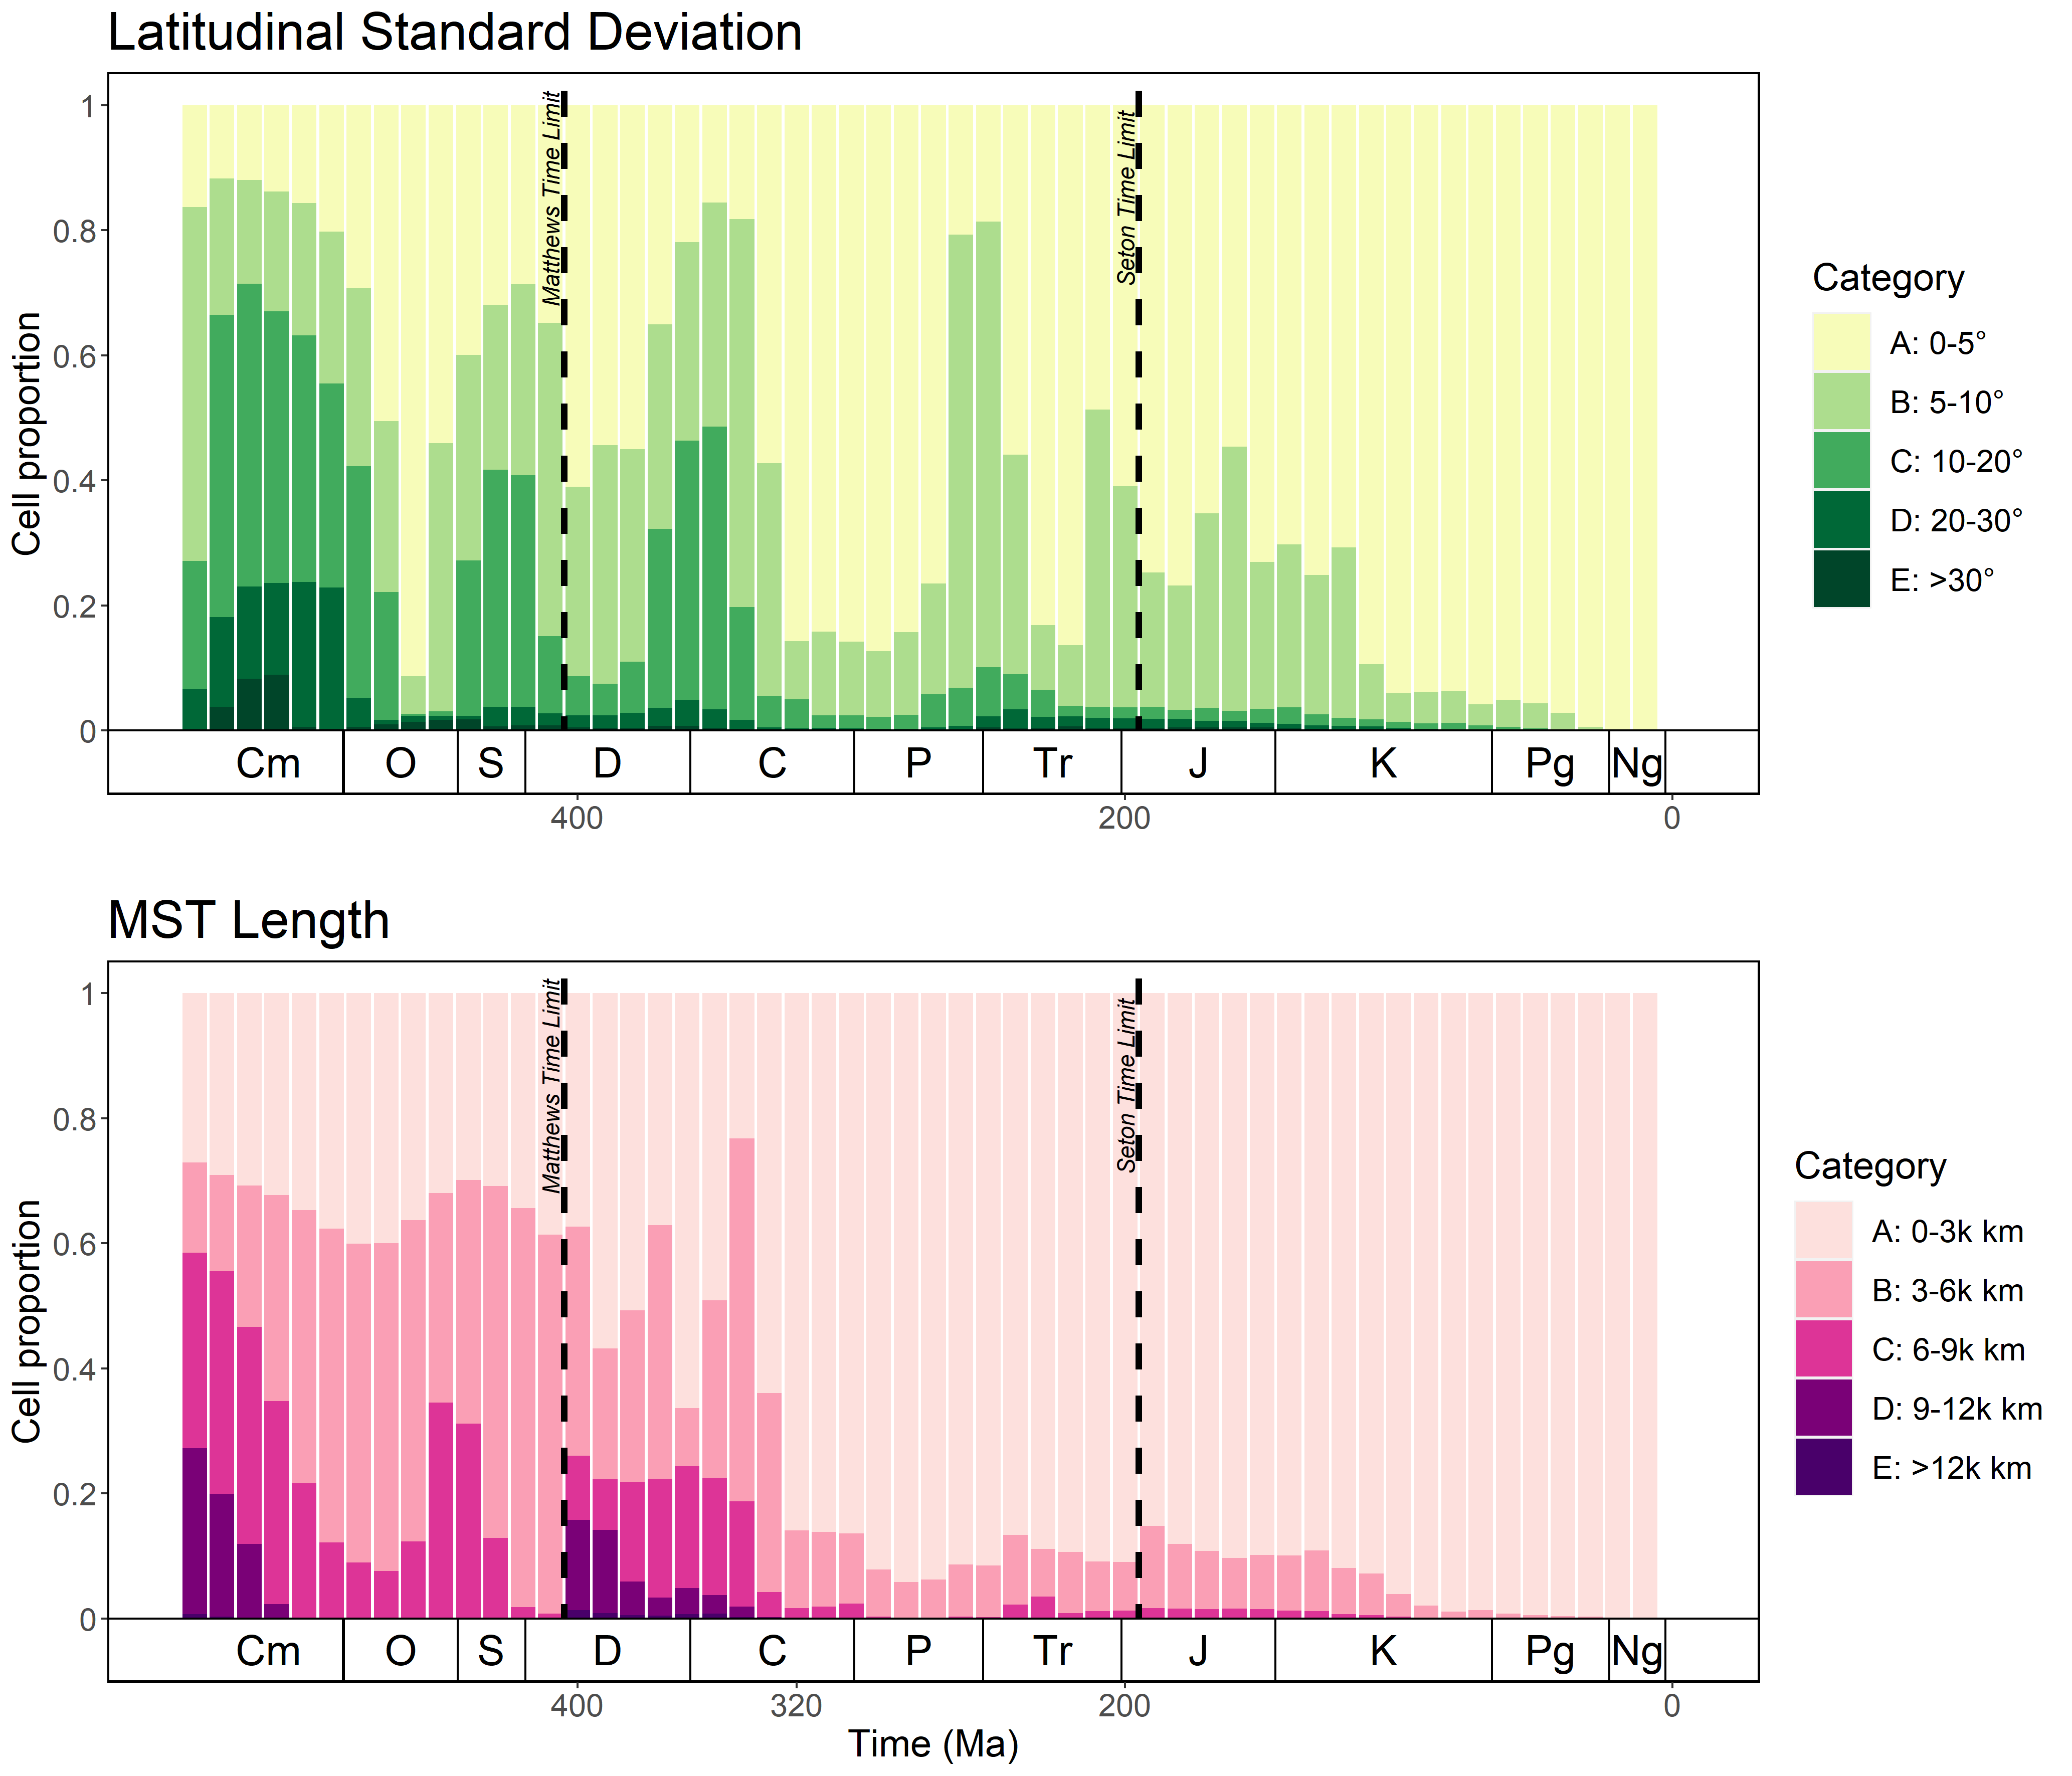 Latitudinal Standard Deviation
Cell proportion
1
0.8
0.6
0.4
0.2
0
Matthews Time Limit
Seton Time Limit
Cm O S D C P Tr J K Pg Ng
400 200 0
Category
A: 0-5°
B: 5-10°
C: 10-20°
D: 20-30°
E: >30°
MST Length
Cell proportion
1
0.8
0.6
0.4
0.2
0
Matthews Time Limit
Seton Time Limit
Cm O S D C P Tr J K Pg Ng
400 320 200 0
Time (Ma)
Category
A: 0-3k km
B: 3-6k km
C: 6-9k km
D: 9-12k km
E: >12k km